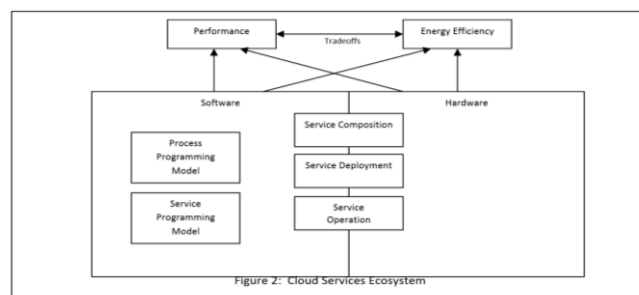 Performance
Energy Efficiency
Tradeoffs
Software
Hardware
Service Composition
Process
Programming
Model
Service Deployment
Service
Programming
Model
Service
Operation
Figure 2:  Cloud Services Ecosystem